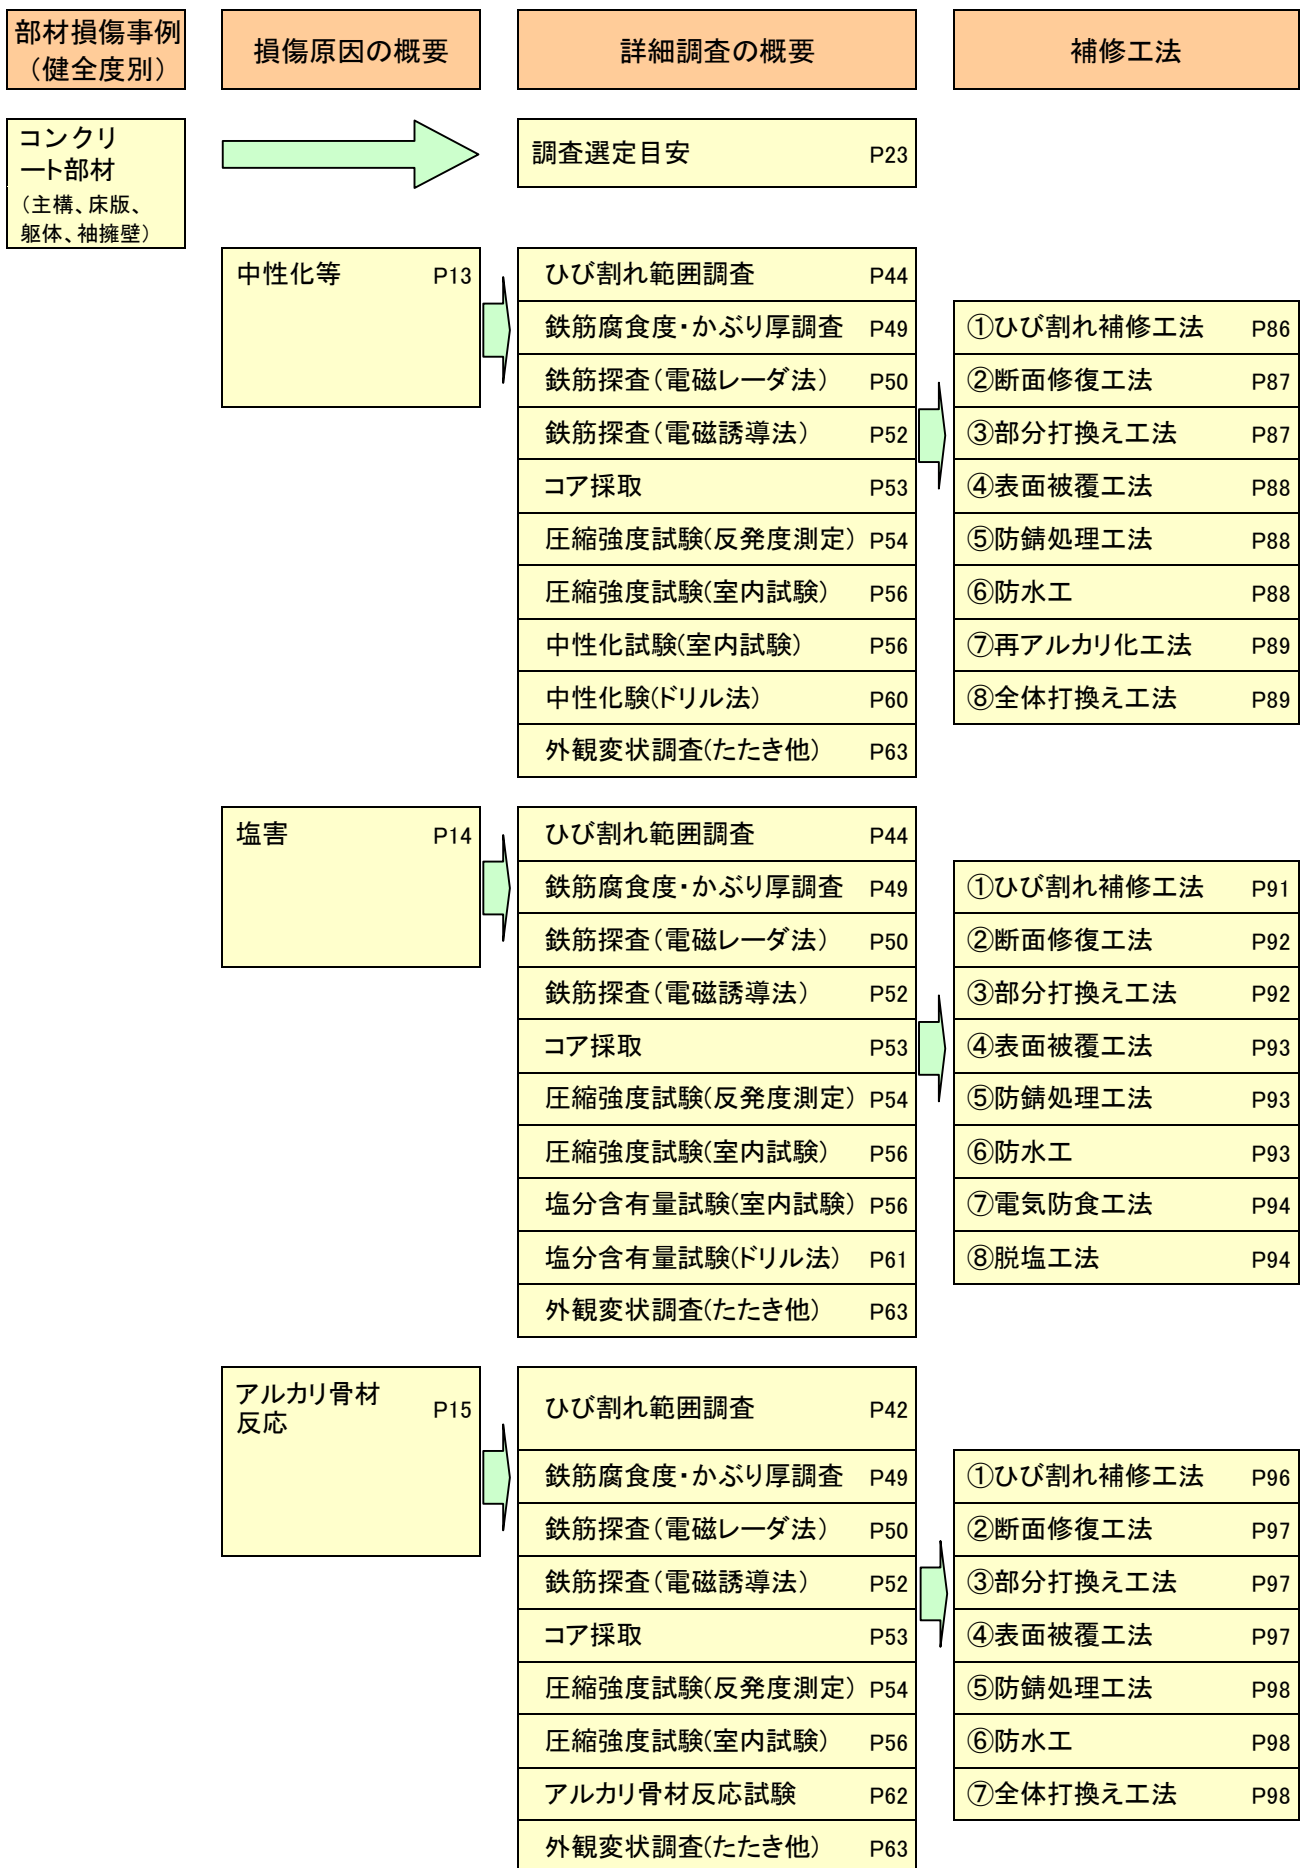 部材損傷事例
（健全度別）
損傷原因の概要
詳細調査の概要
補修工法
コンクリ
ート部材
（主構、床版、
躯体、袖擁壁）
調査選定目安 P23
中性化等 P13
ひび割れ範囲調査 P44
鉄筋腐食度・かぶり厚調査 P49
鉄筋探査（電磁レーダ法） P50
鉄筋探査（電磁誘導法） P52
コア採取 P53
圧縮強度試験(反発度測定) P54
圧縮強度試験(室内試験) P56
中性化試験(室内試験) P56
中性化験(ドリル法) P60
外観変状調査(たたき他) P63
①ひび割れ補修工法 P86
②断面修復工法 P87
③部分打換え工法 P87
④表面被覆工法 P88
⑤防錆処理工法 P88
⑥防水工 P88
⑦再アルカリ化工法 P89
⑧全体打換え工法 P89
塩害 P14
ひび割れ範囲調査 P44
鉄筋腐食度・かぶり厚調査 P49
鉄筋探査（電磁レーダ法） P50
鉄筋探査（電磁誘導法） P52
コア採取 P53
圧縮強度試験(反発度測定) P54
圧縮強度試験(室内試験) P56
塩分含有量試験(室内試験) P56
塩分含有量試験(ドリル法) P61
外観変状調査(たたき他) P63
①ひび割れ補修工法 P91
②断面修復工法 P92
③部分打換え工法 P92
④表面被覆工法 P93
⑤防錆処理工法 P93
⑥防水工 P93
⑦電気防食工法 P94
⑧脱塩工法 P94
アルカリ骨材
反応 P15
ひび割れ範囲調査 P42
鉄筋腐食度・かぶり厚調査 P49
鉄筋探査（電磁レーダ法） P50
鉄筋探査（電磁誘導法） P52
コア採取 P53
圧縮強度試験(反発度測定) P54
圧縮強度試験(室内試験) P56
アルカリ骨材反応試験 P62
外観変状調査(たたき他) P63
①ひび割れ補修工法 P96
②断面修復工法 P97
③部分打換え工法 P97
④表面被覆工法 P97
⑤防錆処理工法 P98
⑥防水工 P98
⑦全体打換え工法 P98